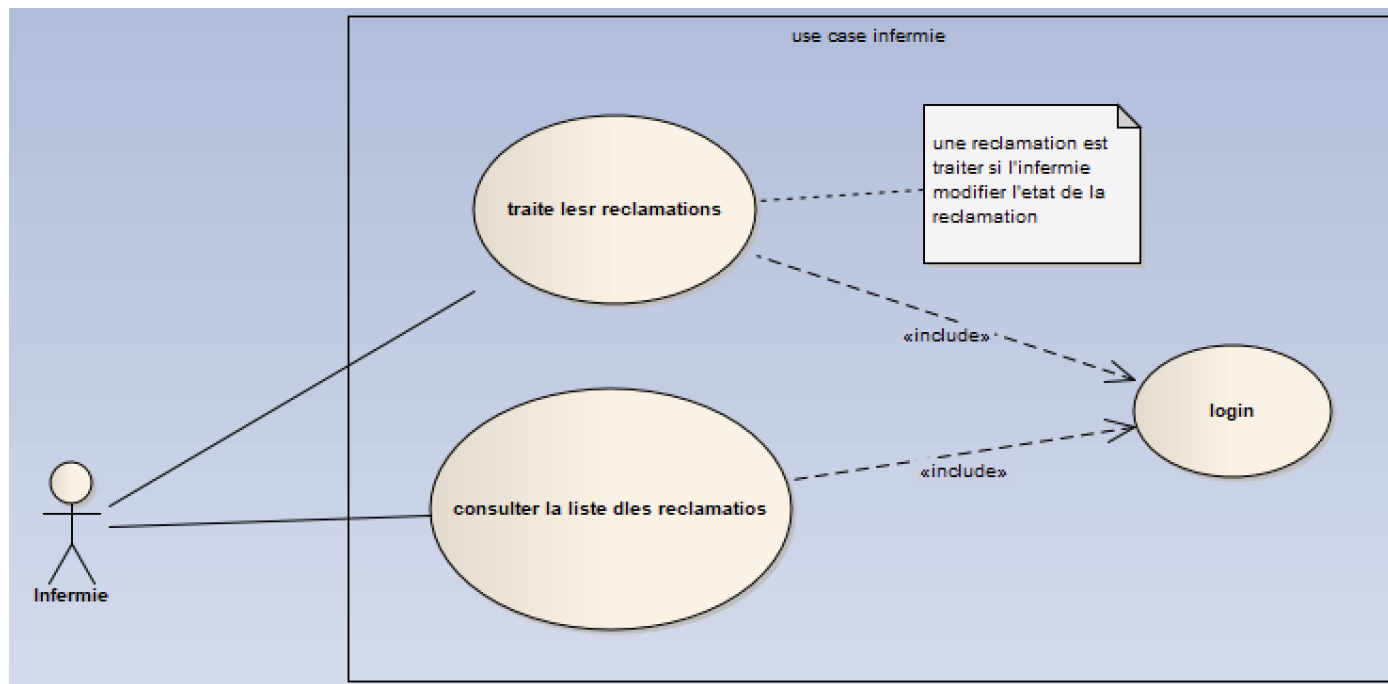 use case infermie
une reclamation est
traiter si l'infermie
modifier l'etat de la
reclamation
traite lesr reclamations
«include»
login
«include»
consulter la liste dles reclamatios
Infermie